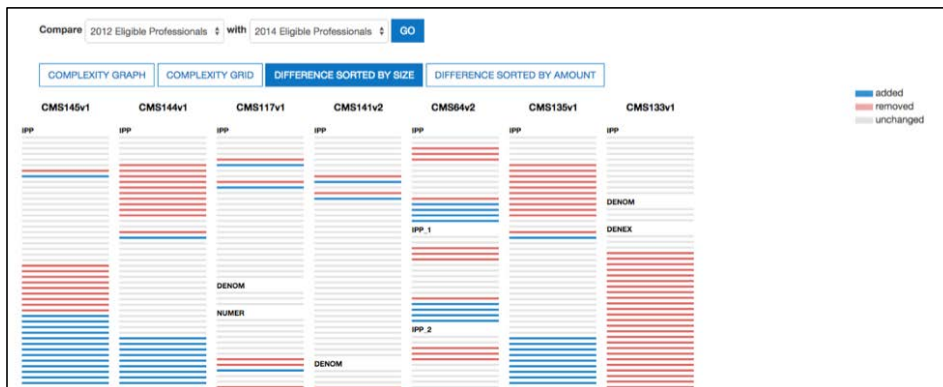 Compare 2012 Eligible Professionals with 2014 Eligible Professionals GO
COMPLEXITY GRAPH COMPLEXITY GRID DIFFERENCE SORTED BY SIZE DIFFERENCE SORTED BY AMOUNT
CMS145v1 CMS144v1 CMS117v1 CMS141v2 CMS64v2 CMS135v1 CMS133v1
added
removed
unchanged
IPP IPP IPP IPP IPP IPP IPP
DENOM
IPP_1 DENEX
DENOM
NUMER
IPP_2
DENOM